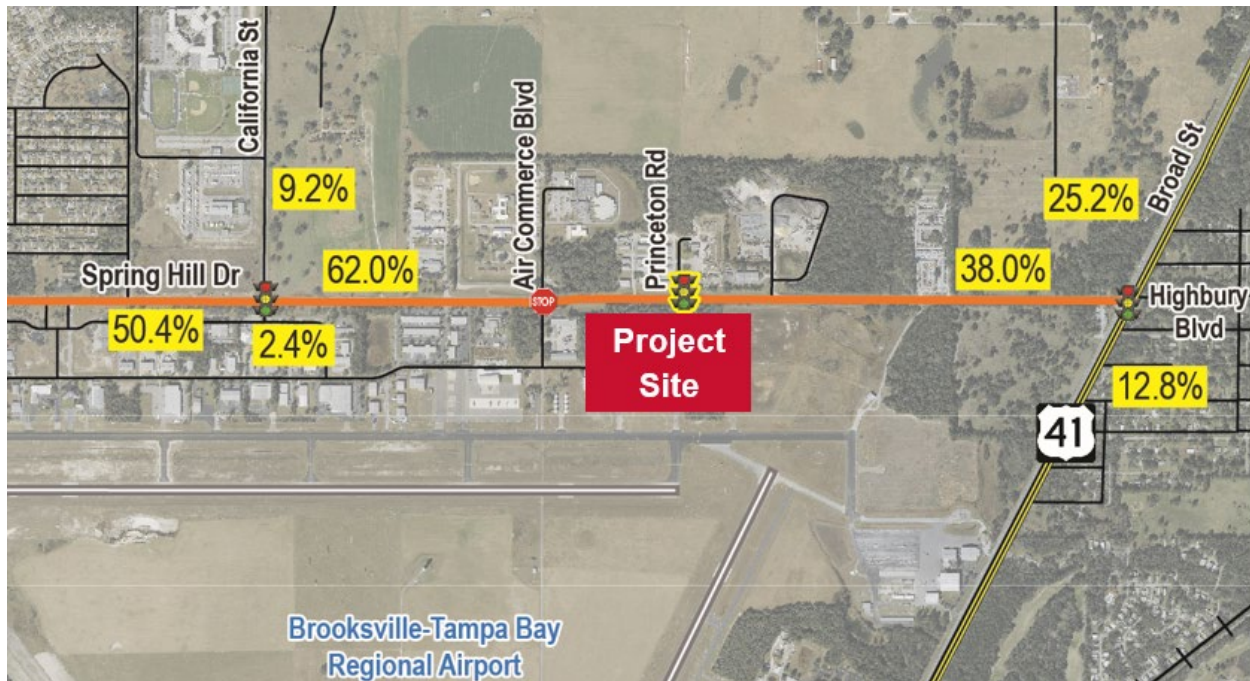 California St
9.2%
Air Commerce Blvd
Princeton Rd
25.2%
Broad St
Spring Hill Dr
62.0%
38.0%
STOP
Highbury
Blvd
50.4%
2.4%
Project
Site
12.8%
41
Brooksville-Tampa Bay
Regional Airport